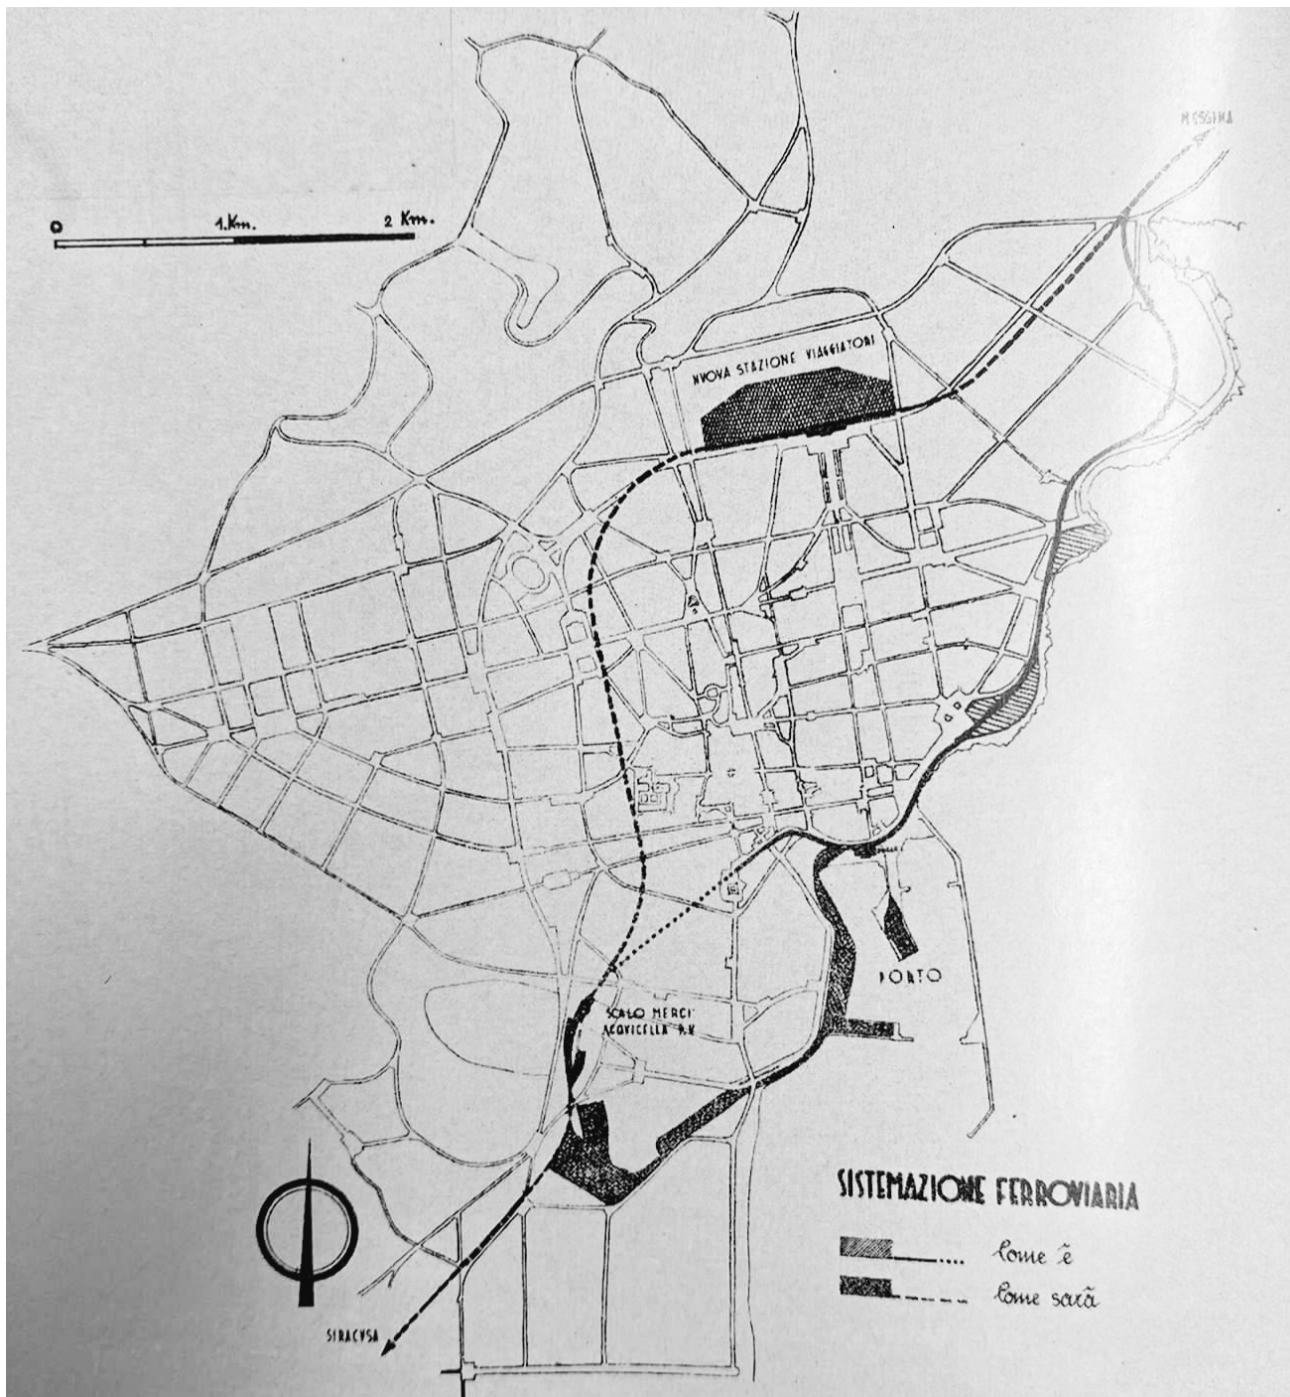 MESSINA
0 1.Km. 2 Km.
NUOVA STAZIONE VIAGGIATORI
PORTO
SCALO MERCI
ACQUICELLA P.V.
SISTEMAZIONE FERROVIARIA
Come è
Come sarà
SIRACUSA